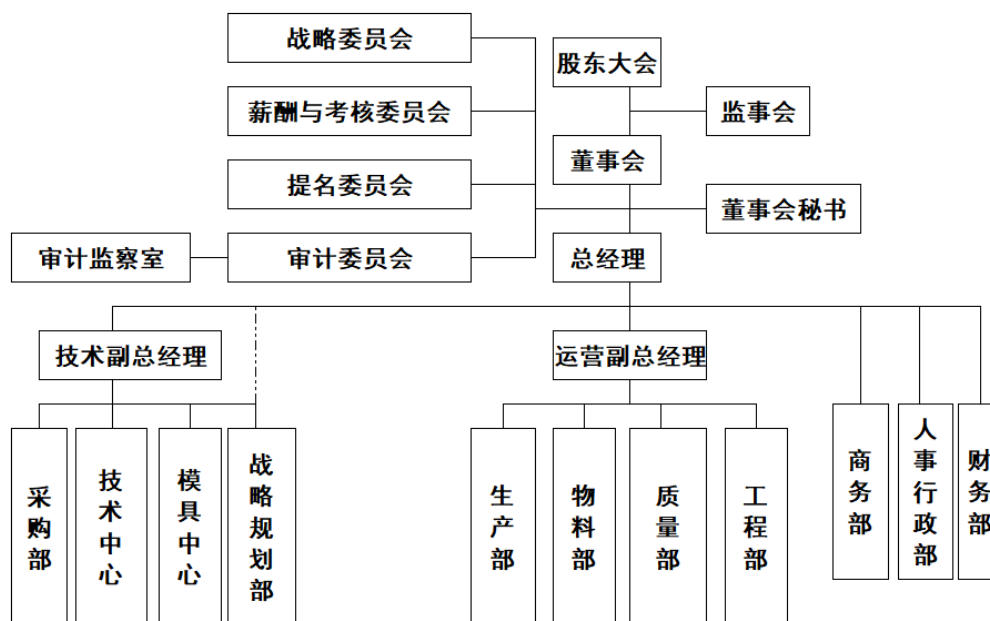 战略委员会
股东大会
薪酬与考核委员会
监事会
董事会
提名委员会
董事会秘书
审计监察室
审计委员会
总经理
技术副总经理
运营副总经理
采购部
技术中心
模具中心
战略规划部
生产部
物料部
质量部
工程部
商务部
人事行政部
财务部